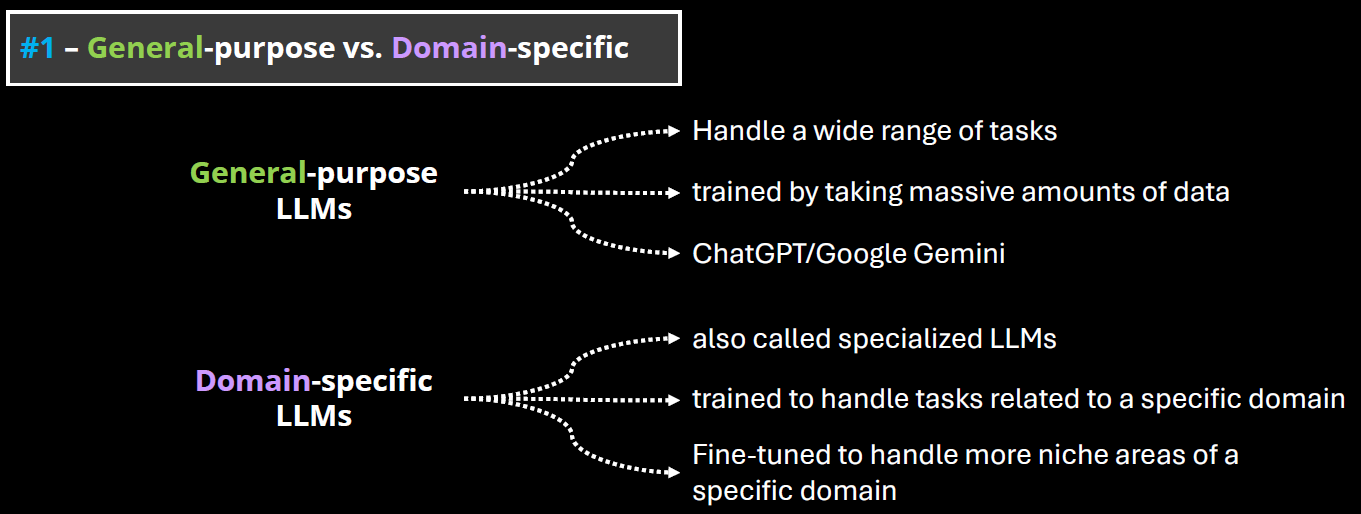 #1 – General-purpose vs. Domain-specific
General-purpose
LLMs
Handle a wide range of tasks
trained by taking massive amounts of data
ChatGPT/Google Gemini
Domain-specific
LLMs
also called specialized LLMs
trained to handle tasks related to a specific domain
Fine-tuned to handle more niche areas of a
specific domain